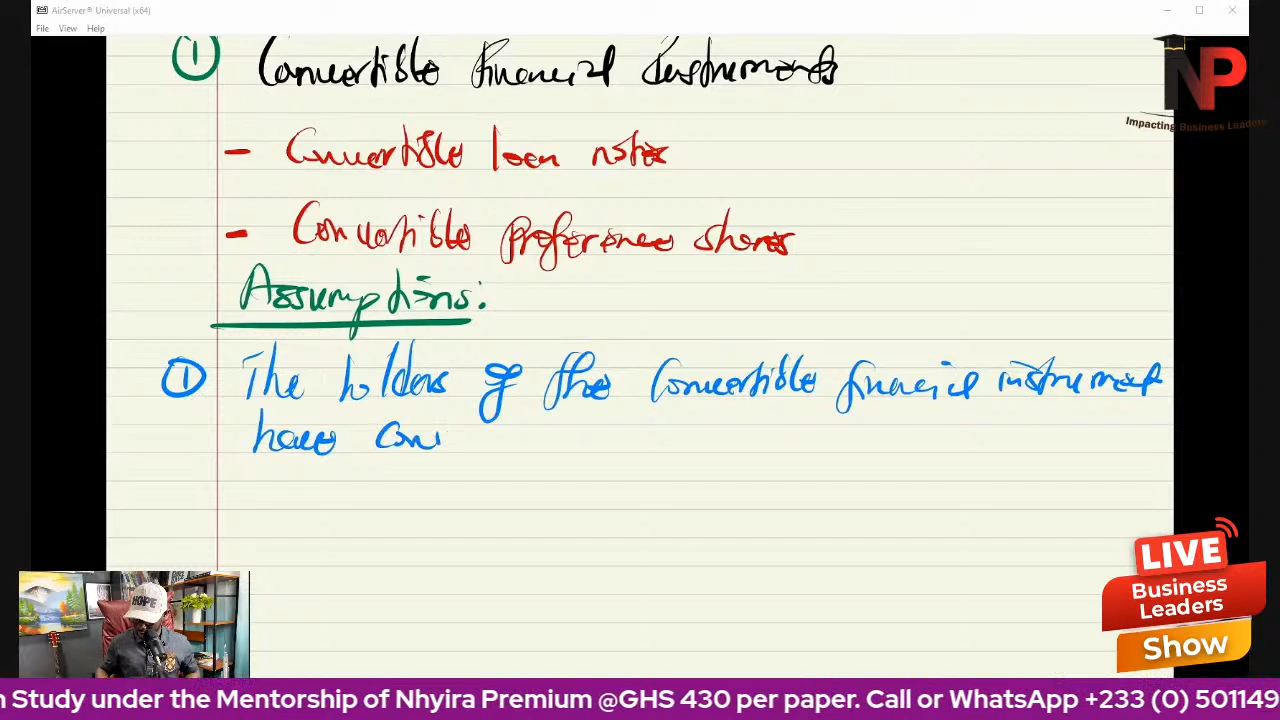 AirServer® Universal (x64)
File View Help
① Convertible financial instruments
- Convertible loan notes
- Convertible preference shares
Assumptions:
① The holders of the convertible financial instrument
have con
NP
Impacting Business Leaders
HOPE
LIVE
Business
Leaders
Show
n Study under the Mentorship of Nhyira Premium @GHS 430 per paper. Call or WhatsApp +233 (0) 501149